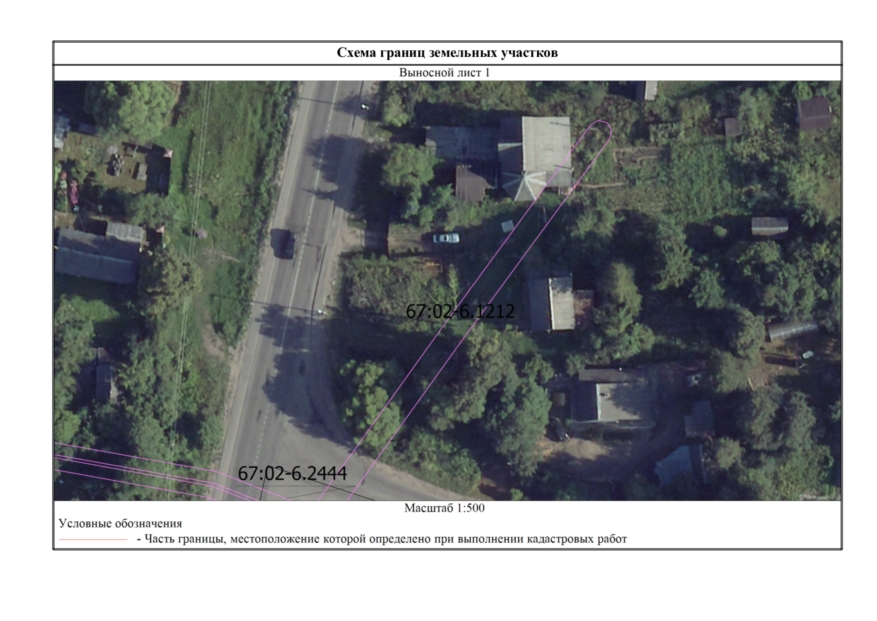 Схема границ земельных участков
Выносной лист 1
67:02-6.1212
67:02-6.2444
Масштаб 1:500
Условные обозначения
- Часть границы, местоположение которой определено при выполнении кадастровых работ